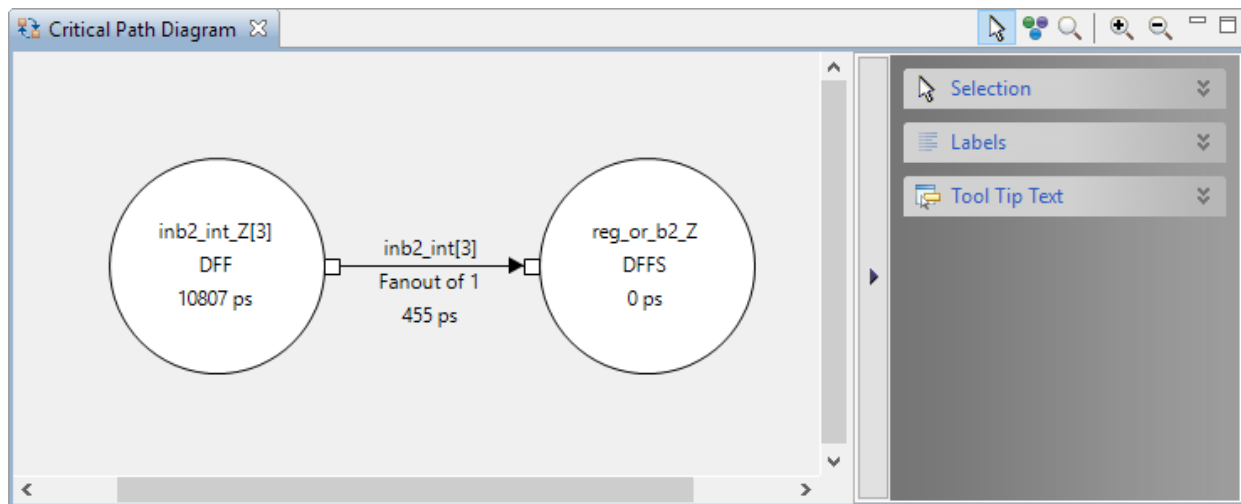 Critical Path Diagram
inb2_int_Z[3]
DFF
10807 ps
inb2_int[3]
Fanout of 1
455 ps
reg_or_b2_Z
DFFS
0 ps
Selection
Labels
Tool Tip Text